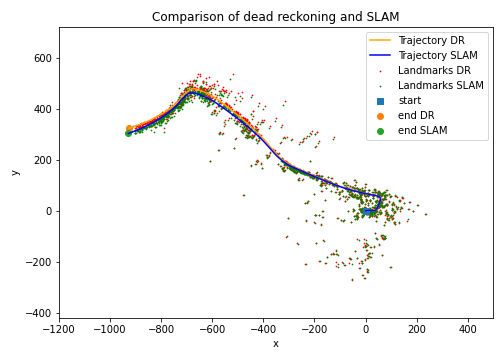 Comparison of dead reckoning and SLAM
Trajectory DR
Trajectory SLAM
Landmarks DR
Landmarks SLAM
start
end DR
end SLAM
y
600
400
200
0
−200
−400
−1200 −1000 −800 −600 −400 −200 0 200 400
x